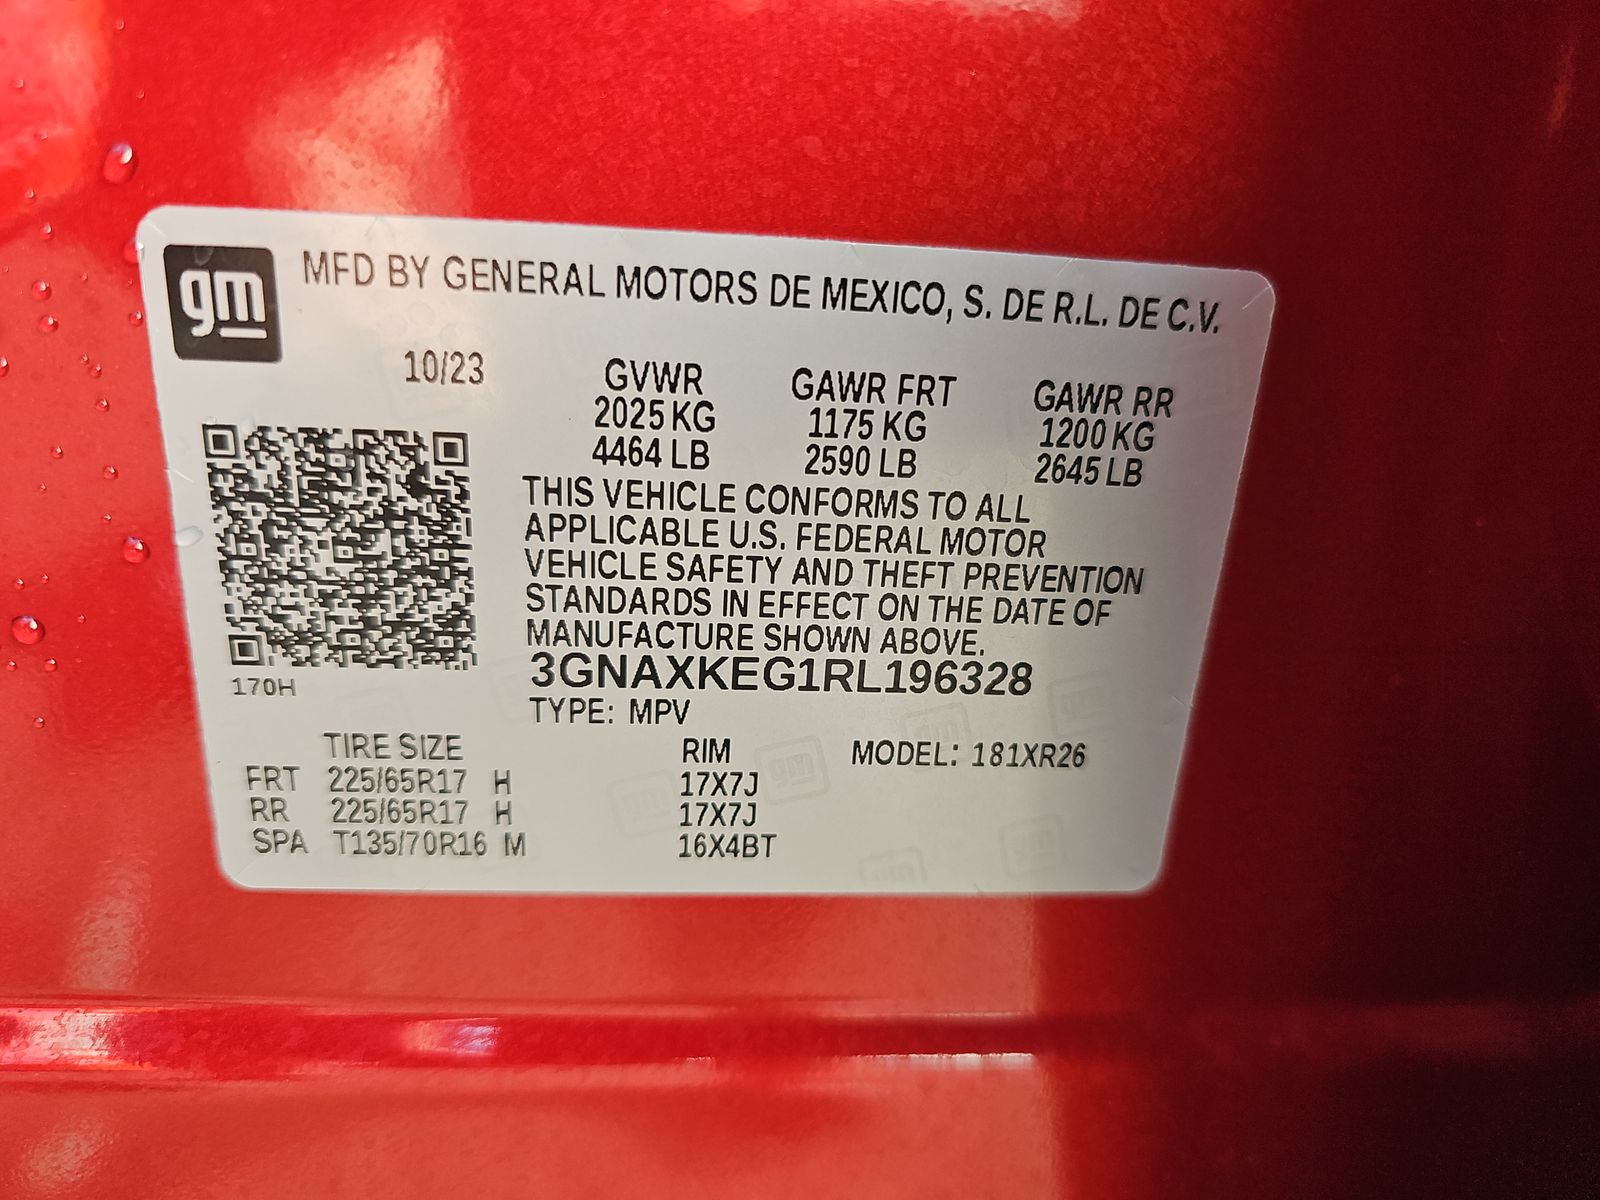 gm
MFD BY GENERAL MOTORS DE MEXICO, S. DE R.L. DE C.V.
10/23
GVWR GAWR FRT GAWR RR
2025 KG 1175 KG 1200 KG
4464 LB 2590 LB 2645 LB
THIS VEHICLE CONFORMS TO ALL
APPLICABLE U.S. FEDERAL MOTOR
VEHICLE SAFETY AND THEFT PREVENTION
STANDARDS IN EFFECT ON THE DATE OF
MANUFACTURE SHOWN ABOVE.
3GNAXKEG1RL196328
170H
TYPE: MPV
TIRE SIZE RIM MODEL: 181XR26
FRT 225/65R17 H 17X7J
RR 225/65R17 H 17X7J
SPA T135/70R16 M 16X4BT